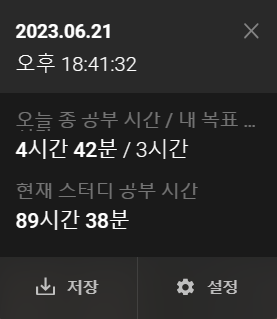 2023.06.21
오후 18:41:32
오늘 총 공부 시간 / 내 목표 ...
4시간 42분 / 3시간
현재 스터디 공부 시간
89시간 38분
저장
설정